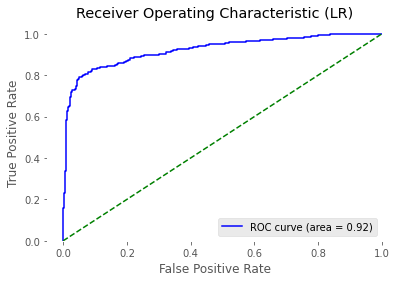 Receiver Operating Characteristic (LR)
True Positive Rate
1.0
0.8
0.6
0.4
0.2
0.0
ROC curve (area = 0.92)
0.0 0.2 0.4 0.6 0.8 1.0
False Positive Rate